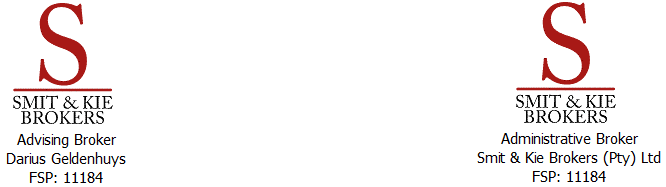 S
SMIT & KIE
BROKERS
Advising Broker
Darius Geldenhuys
FSP: 11184
S
SMIT & KIE
BROKERS
Administrative Broker
Smit & Kie Brokers (Pty) Ltd
FSP: 11184